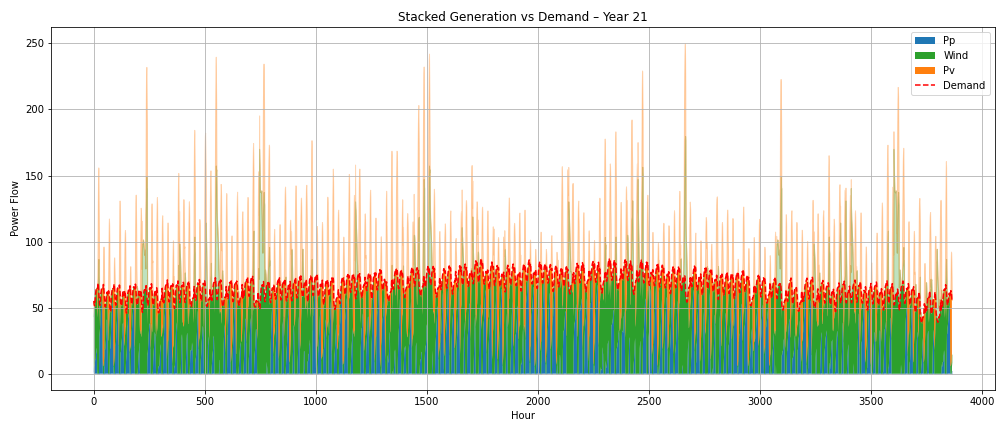 Stacked Generation vs Demand – Year 21
Pp
Wind
Pv
Demand
250
200
150
100
50
0
Power Flow
0 500 1000 1500 2000 2500 3000 3500 4000
Hour